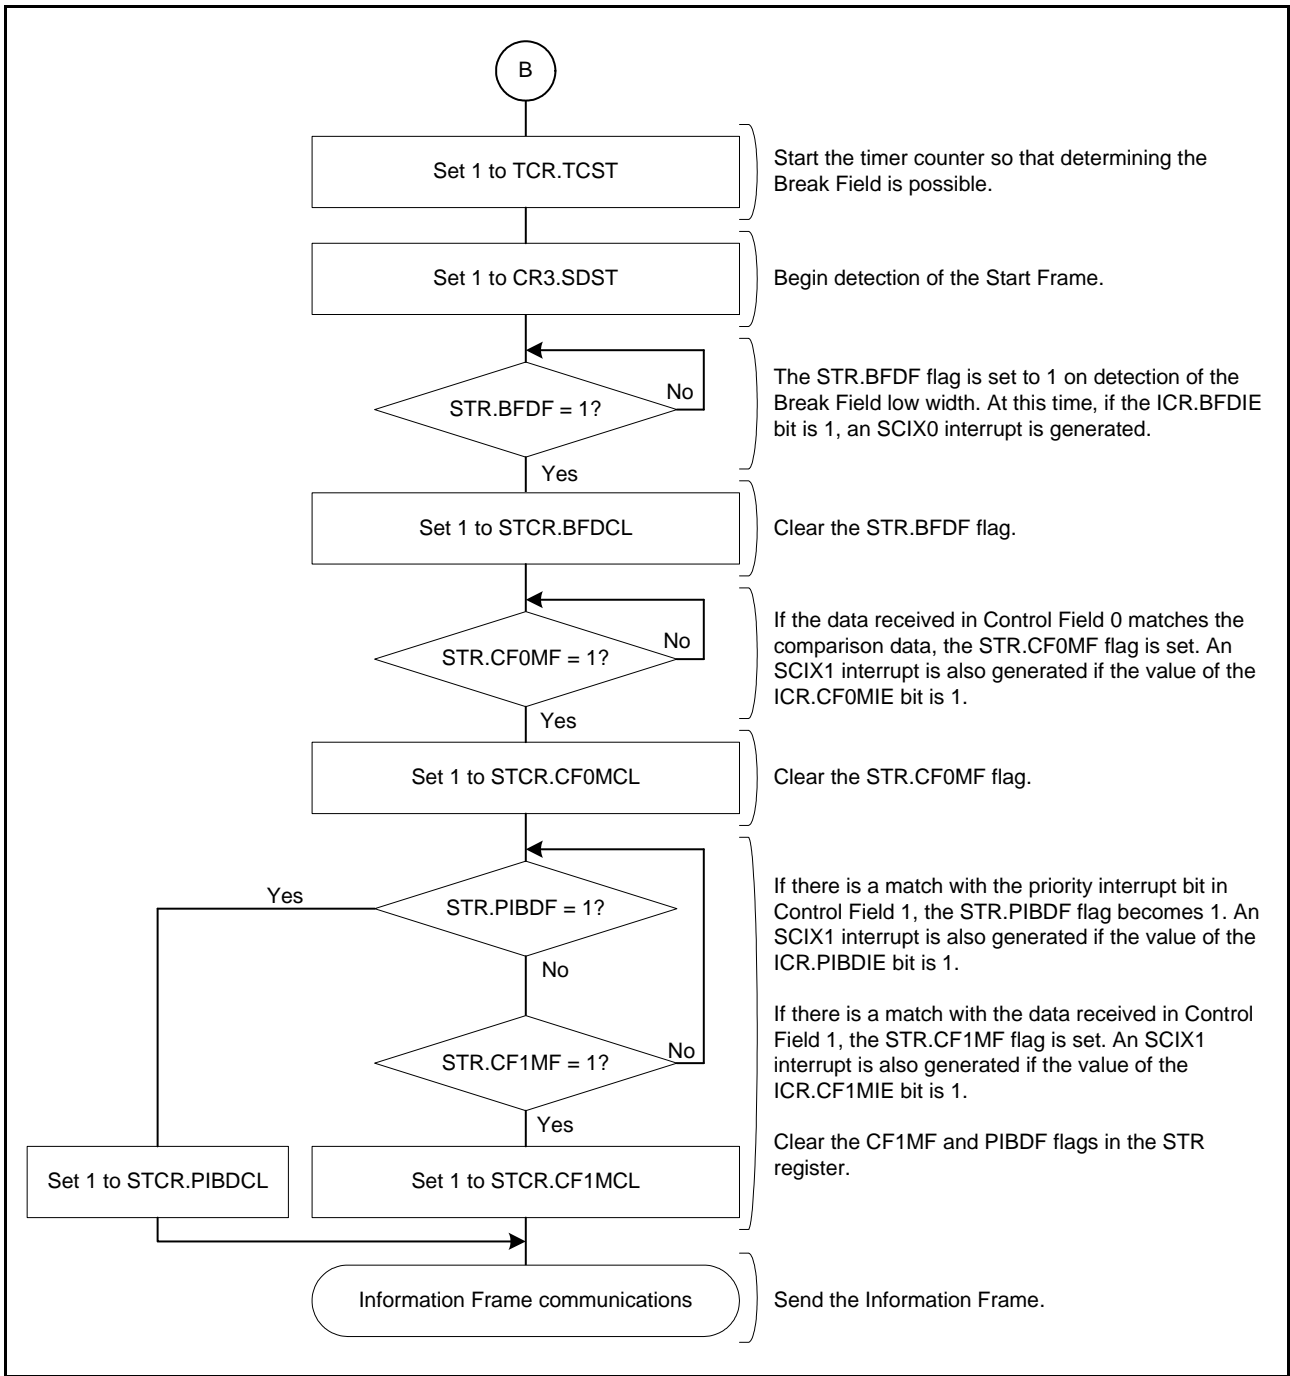 B
Set 1 to TCR.TCST
Start the timer counter so that determining the
Break Field is possible.
Set 1 to CR3.SDST
Begin detection of the Start Frame.
STR.BFDF = 1?
No
Yes
The STR.BFDF flag is set to 1 on detection of the
Break Field low width. At this time, if the ICR.BFDIE
bit is 1, an SCIX0 interrupt is generated.
Set 1 to STCR.BFDCL
Clear the STR.BFDF flag.
STR.CF0MF = 1?
No
Yes
If the data received in Control Field 0 matches the
comparison data, the STR.CF0MF flag is set. An
SCIX1 interrupt is also generated if the value of the
ICR.CF0MIE bit is 1.
Set 1 to STCR.CF0MCL
Clear the STR.CF0MF flag.
Yes
STR.PIBDF = 1?
No
If there is a match with the priority interrupt bit in
Control Field 1, the STR.PIBDF flag becomes 1. An
SCIX1 interrupt is also generated if the value of the
ICR.PIBDIE bit is 1.
STR.CF1MF = 1?
No
Yes
If there is a match with the data received in Control
Field 1, the STR.CF1MF flag is set. An SCIX1
interrupt is also generated if the value of the
ICR.CF1MIE bit is 1.
Set 1 to STCR.PIBDCL
Set 1 to STCR.CF1MCL
Clear the CF1MF and PIBDF flags in the STR
register.
Information Frame communications
Send the Information Frame.